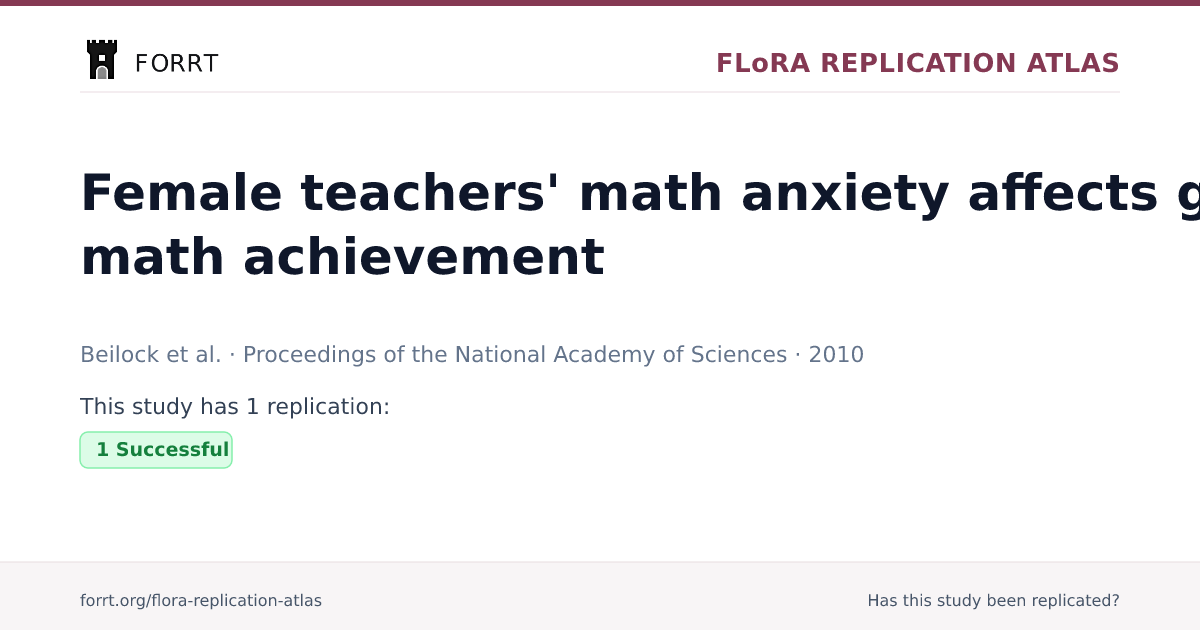 FORRT
FLoRA REPLICATION ATLAS
Female teachers' math anxiety affects
math achievement
Beilock et al. · Proceedings of the National Academy of Sciences · 2010
This study has 1 replication:
1 Successful
forrt.org/flora-replication-atlas
Has this study been replicated?